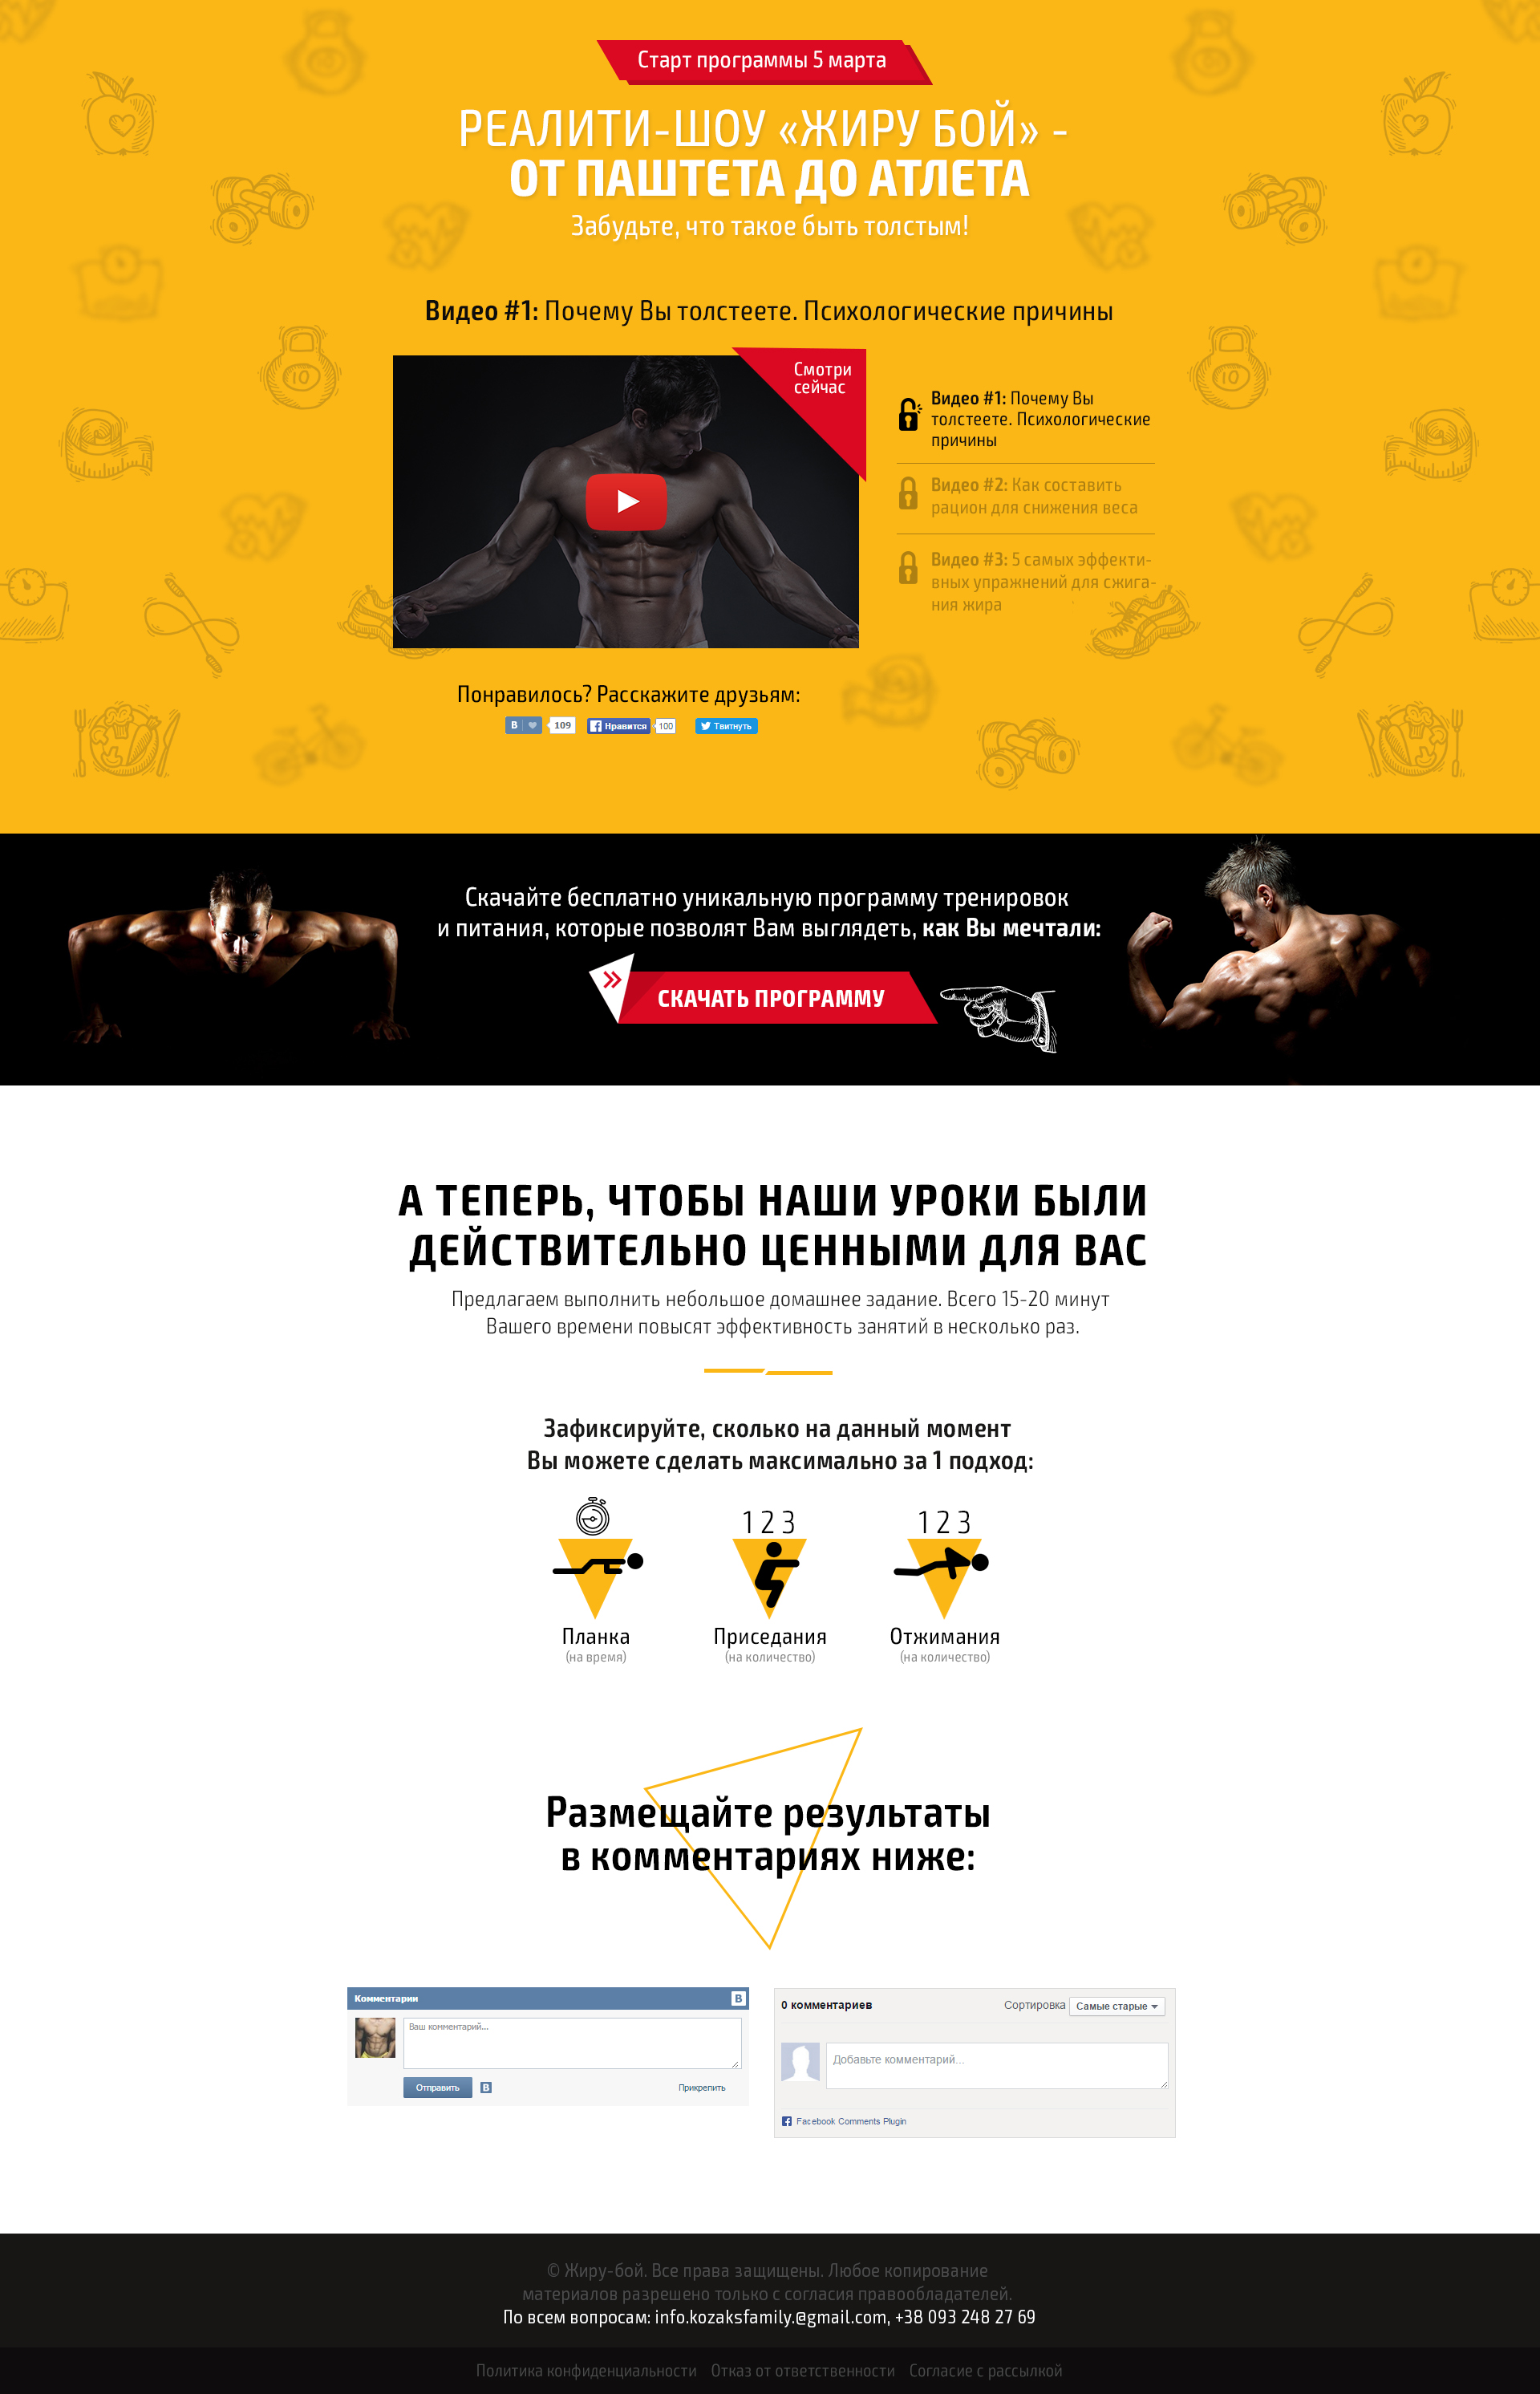 Старт программы 5 марта
РЕАЛИТИ-ШОУ «ЖИРУ БОЙ» -
ОТ ПАШТЕТА ДО АТЛЕТА
Забудьте, что такое быть толстым!
Видео #1: Почему Вы толстеете. Психологические причины
Смотри
сейчас
Видео #1: Почему Вы
толстеете. Психологические
причины
Видео #2: Как составить
рацион для снижения веса
Видео #3: 5 самых эффекти-
вных упражнений для сжига-
ния жира
Понравилось? Расскажите друзьям:
В 109 Нравится 100 Твитнуть
Скачайте бесплатно уникальную программу тренировок
и питания, которые позволят Вам выглядеть, как Вы мечтали:
СКАЧАТЬ ПРОГРАММУ
А ТЕПЕРЬ, ЧТОБЫ НАШИ УРОКИ БЫЛИ
ДЕЙСТВИТЕЛЬНО ЦЕННЫМИ ДЛЯ ВАС
Предлагаем выполнить небольшое домашнее задание. Всего 15-20 минут
Вашего времени повысят эффективность занятий в несколько раз.
Зафиксируйте, сколько на данный момент
Вы можете сделать максимально за 1 подход:
1 2 3
1 2 3
Планка
(на время)
Приседания
(на количество)
Отжимания
(на количество)
Размещайте результаты
в комментариях ниже:
Комментарии В
Ваш комментарий...
Отправить В Прикрепить
0 комментариев Сортировка Самые старые
Добавьте комментарий...
Facebook Comments Plugin
© Жиру-бой. Все права защищены. Любое копирование
материалов разрешено только с согласия правообладателей.
По всем вопросам: info.kozaksfamily.@gmail.com, +38 093 248 27 69
Политика конфиденциальности Отказ от ответственности Согласие с рассылкой